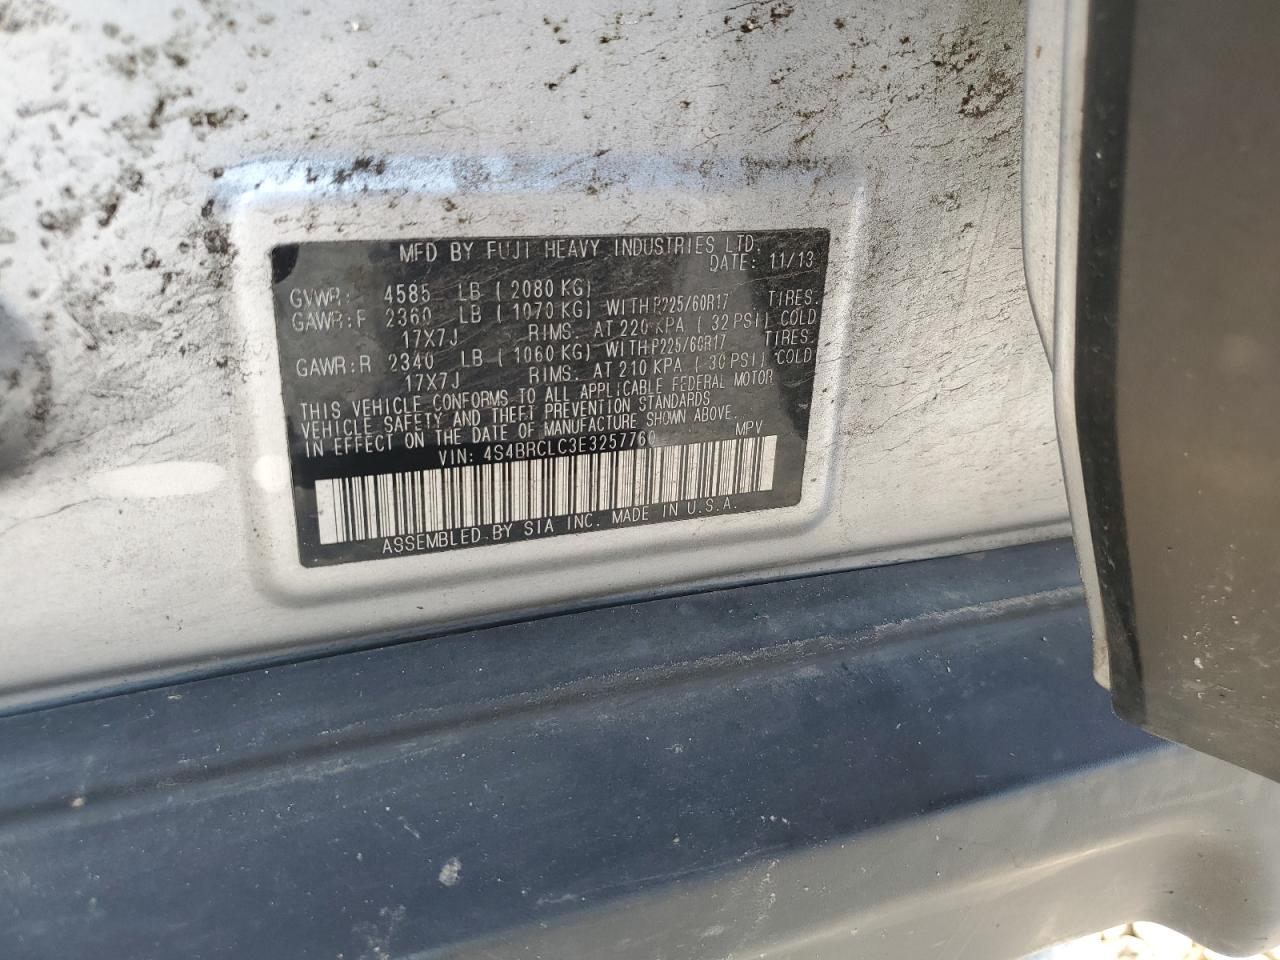 MFD BY FUJI HEAVY INDUSTRIES LTD.
DATE: 11/13
GVWR: 4585 LB (2080 KG)
GAWR:F 2360 LB (1070 KG) WITH P225/60R17 TIRES.
17X7J RIMS. AT 220 KPA (32 PSI) COLD
GAWR:R 2340 LB (1060 KG) WITH P225/60R17 TIRES.
17X7J RIMS. AT 210 KPA (30 PSI) COLD
THIS VEHICLE CONFORMS TO ALL APPLICABLE FEDERAL MOTOR
VEHICLE SAFETY AND THEFT PREVENTION STANDARDS
IN EFFECT ON THE DATE OF MANUFACTURE SHOWN ABOVE.
VIN: 4S4BRCLC3E3257760 MPV
ASSEMBLED BY SIA INC. MADE IN U.S.A.